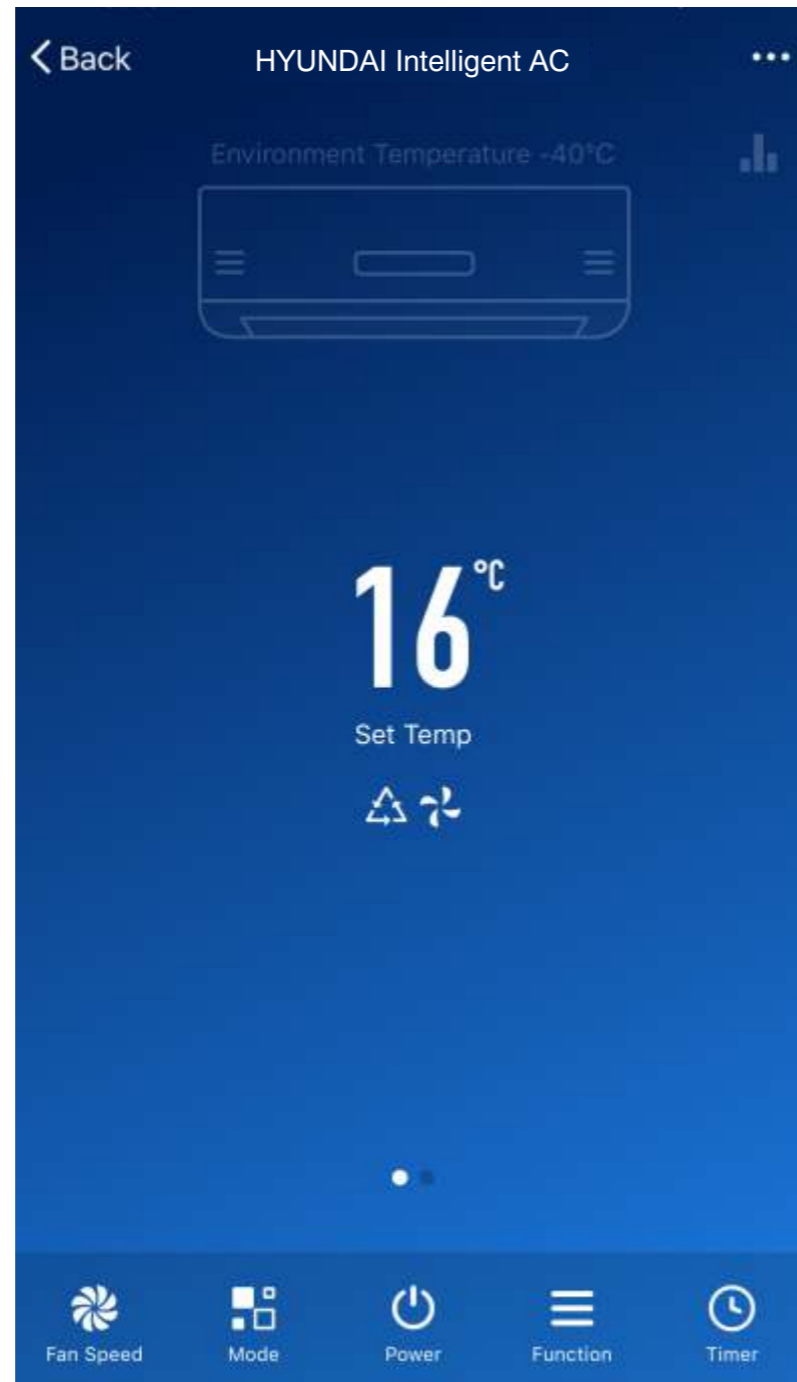 Back
HYUNDAI Intelligent AC
Environment Temperature -40°C
16°C
Set Temp
Fan Speed
Mode
Power
Function
Timer